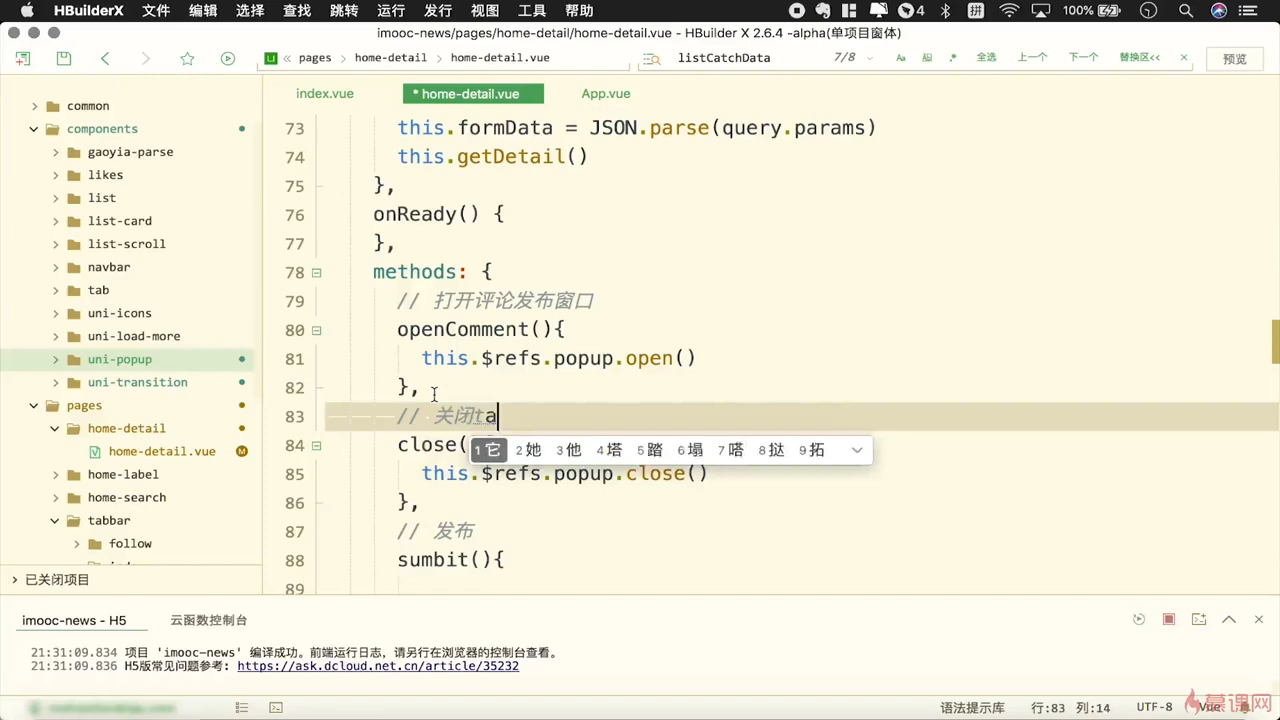 HBuilderX 文件 编辑 选择 查找 跳转 运行 发行 视图 工具 帮助 4 拼 100%
imooc-news/pages/home-detail/home-detail.vue - HBuilder X 2.6.4 -alpha(单项目窗体)
pages home-detail home-detail.vue listCatchData 7/8 Aa .* 全选 上一个 下一个 替换区<< 预览
index.vue * home-detail.vue App.vue
common
components
gaoyia-parse
likes
list
list-card
list-scroll
navbar
tab
uni-icons
uni-load-more
uni-popup
uni-transition
pages
home-detail
home-detail.vue M
home-label
home-search
tabbar
follow
已关闭项目
73 this.formData = JSON.parse(query.params)
74 this.getDetail()
75 },
76 onReady() {
77 },
78 methods: {
79 // 打开评论发布窗口
80 openComment(){
81 this.$refs.popup.open()
82 },
83 // 关闭ta
84 close(
1它 2她 3他 4塔 5踏 6塌 7嗒 8挞 9拓
85 this.$refs.popup.close()
86 },
87 // 发布
88 sumbit(){
89
imooc-news - H5 云函数控制台
21:31:09.834 项目 'imooc-news' 编译成功。前端运行日志，请另行在浏览器的控制台查看。
21:31:09.836 H5版常见问题参考: https://ask.dcloud.net.cn/article/35232
语法提示库 行:83 列:14 UTF-8 Vue
慕课网